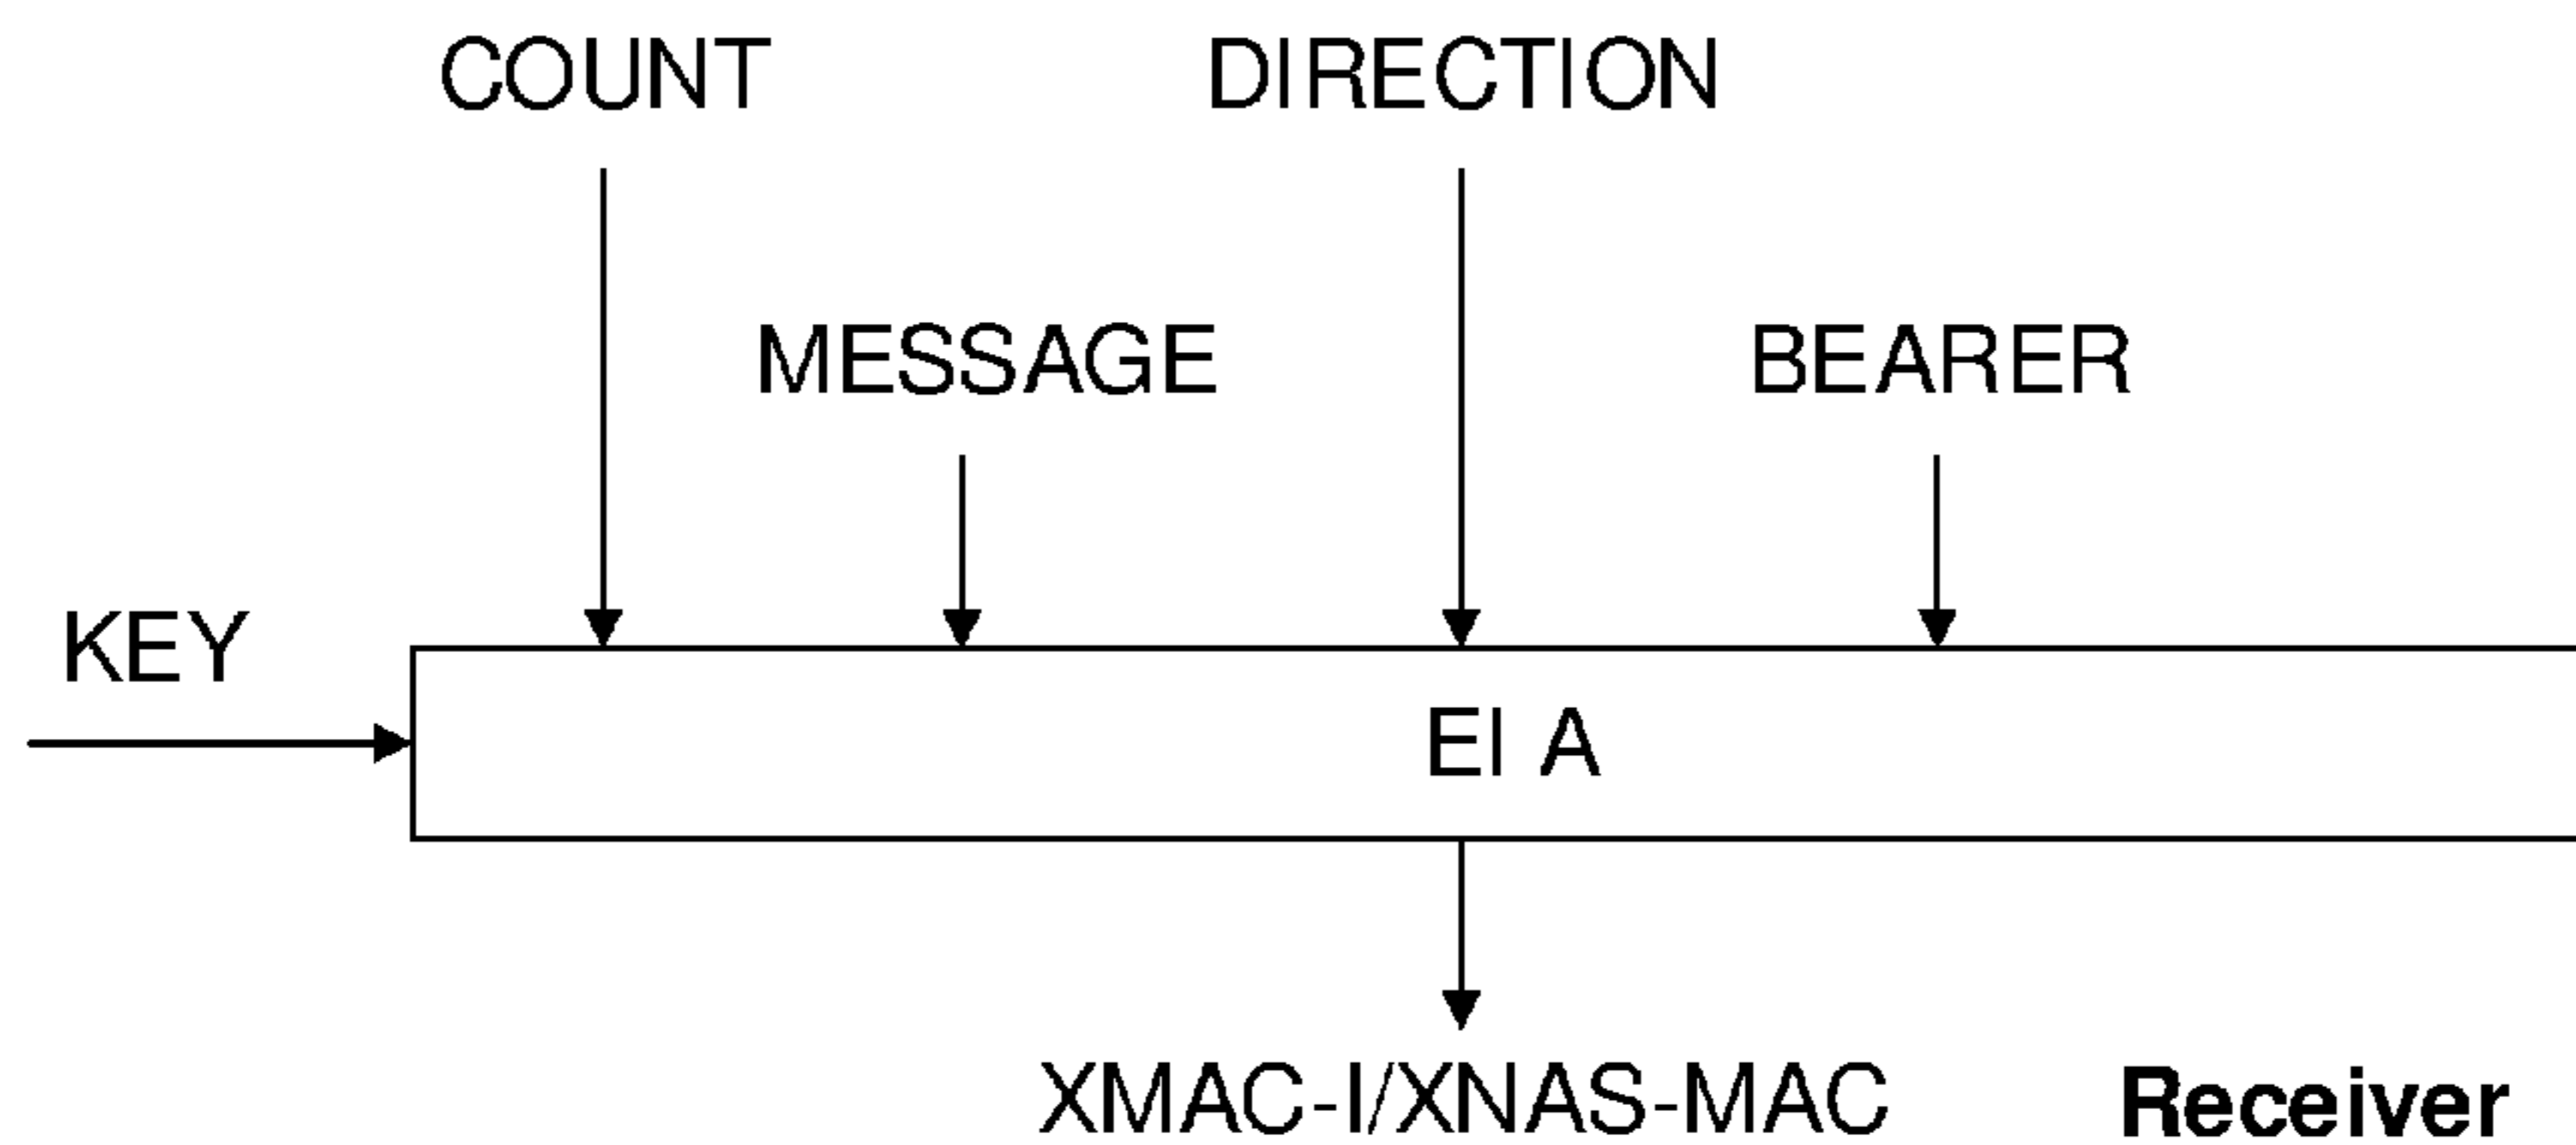 COUNT DIRECTION
MESSAGE BEARER
KEY
EI A
XMAC-I/XNAS-MAC Receiver